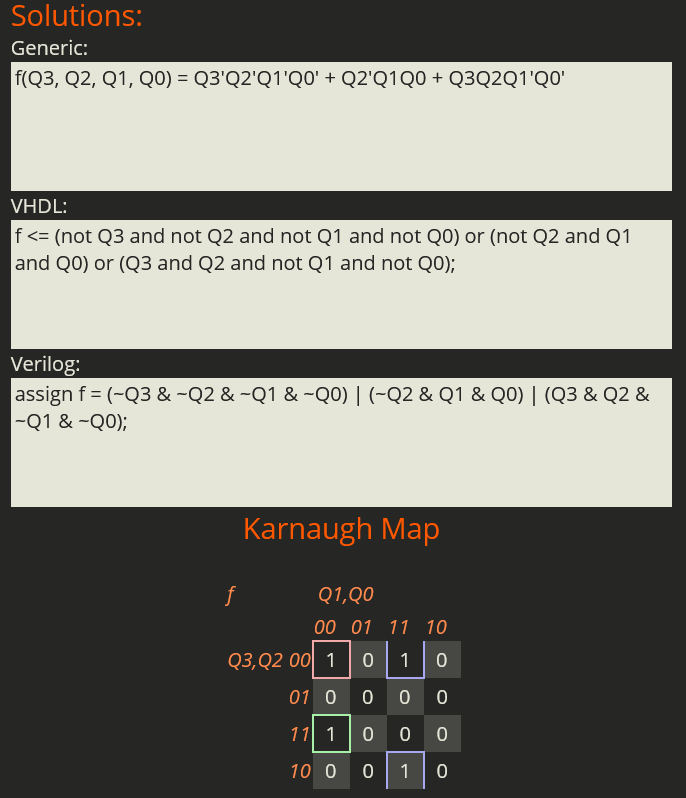 Solutions:
Generic:
f(Q3, Q2, Q1, Q0) = Q3'Q2'Q1'Q0' + Q2'Q1Q0 + Q3Q2Q1'Q0'
VHDL:
f <= (not Q3 and not Q2 and not Q1 and not Q0) or (not Q2 and Q1
and Q0) or (Q3 and Q2 and not Q1 and not Q0);
Verilog:
assign f = (~Q3 & ~Q2 & ~Q1 & ~Q0) | (~Q2 & Q1 & Q0) | (Q3 & Q2 &
~Q1 & ~Q0);
Karnaugh Map
f Q1,Q0
00 01 11 10
Q3,Q2 00 1 0 1 0
01 0 0 0 0
11 1 0 0 0
10 0 0 1 0